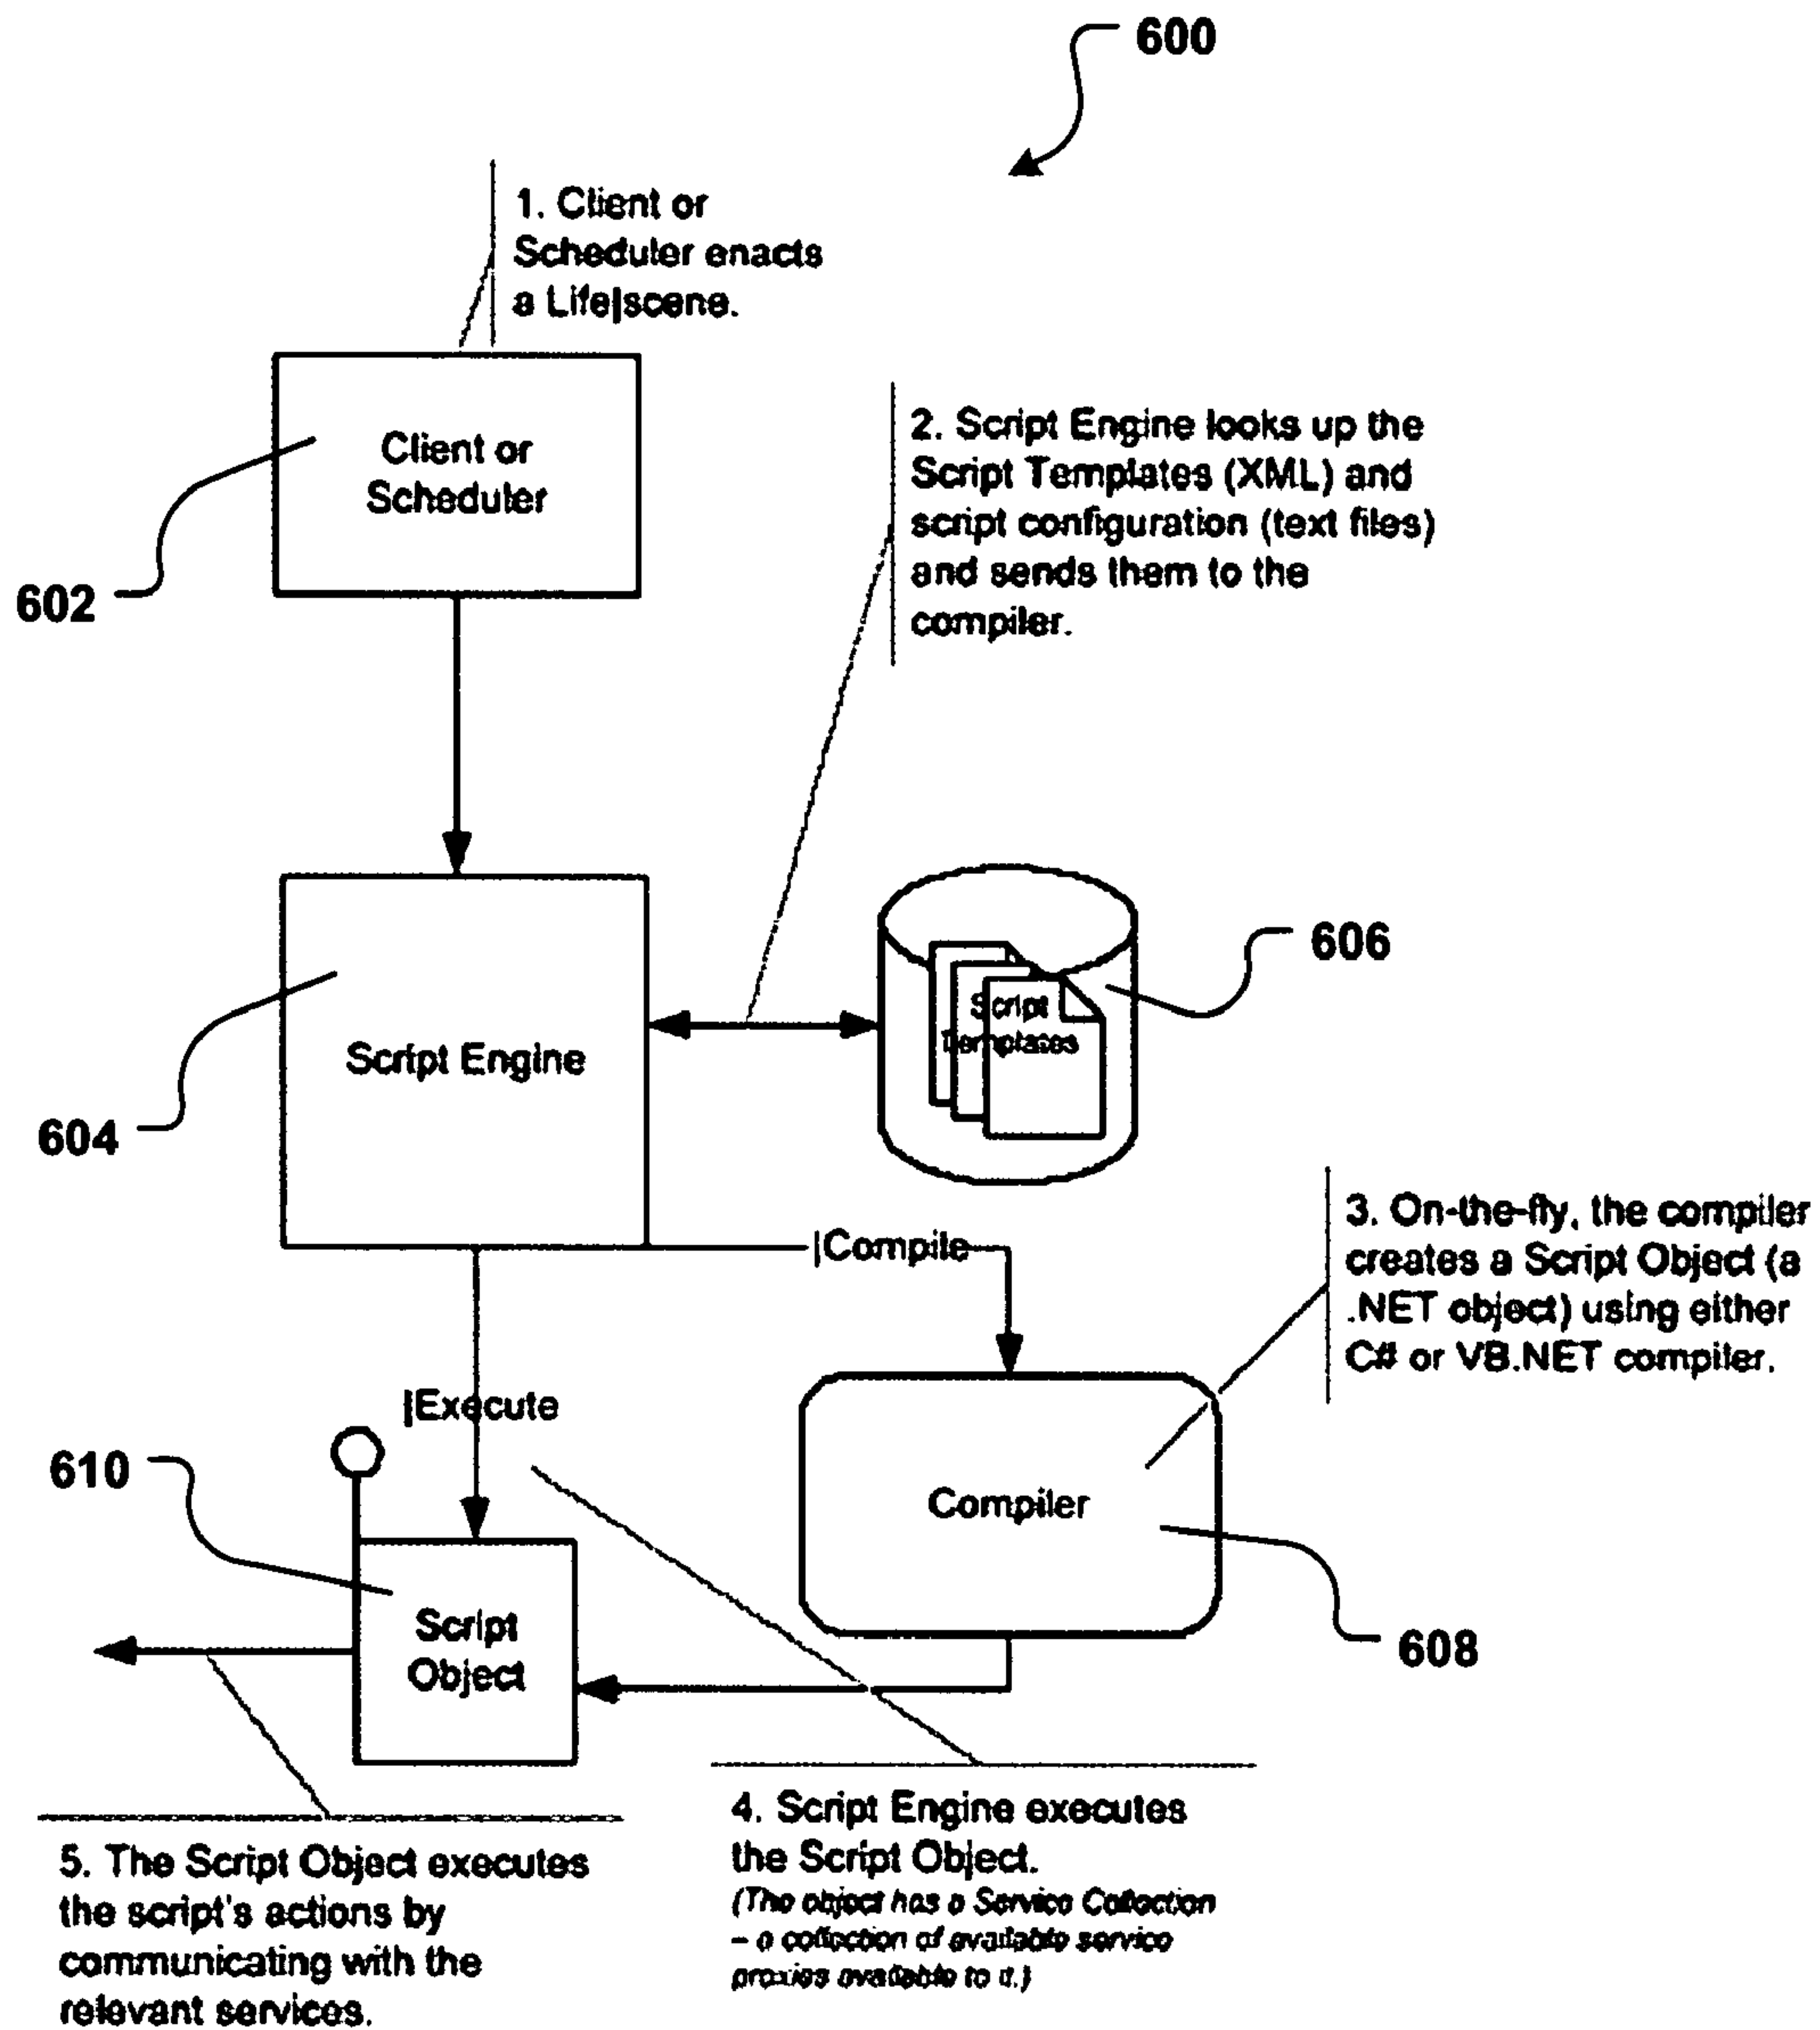 600
1. Client or
Scheduler enacts
a Life|scene.
Client or
Scheduler
602
2. Script Engine looks up the
Script Templates (XML) and
script configuration (text files)
and sends them to the
compiler.
606
Script
Templates
Script Engine
604
3. On-the-fly, the compiler
creates a Script Object (a
.NET object) using either
C# or VB.NET compiler.
|Compile
|Execute
610
Compiler
Script
Object
608
4. Script Engine executes
the Script Object.
(The object has a Service Collection
– a collection of available service
proxies available to it.)
5. The Script Object executes
the script's actions by
communicating with the
relevant services.